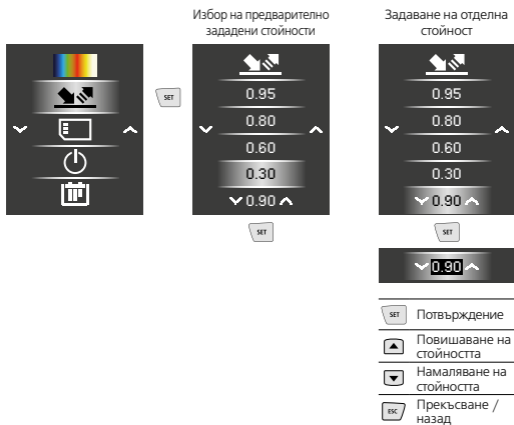 Избор на предварително
зададени стойности
SET
0.95
0.80
0.60
0.30
0.90
SET
Задаване на отделна
стойност
0.95
0.80
0.60
0.30
0.90
SET
0.90
SET Потвърждение
Повишаване на
стойността
Намаляване на
стойността
ESC Прекъсване /
назад